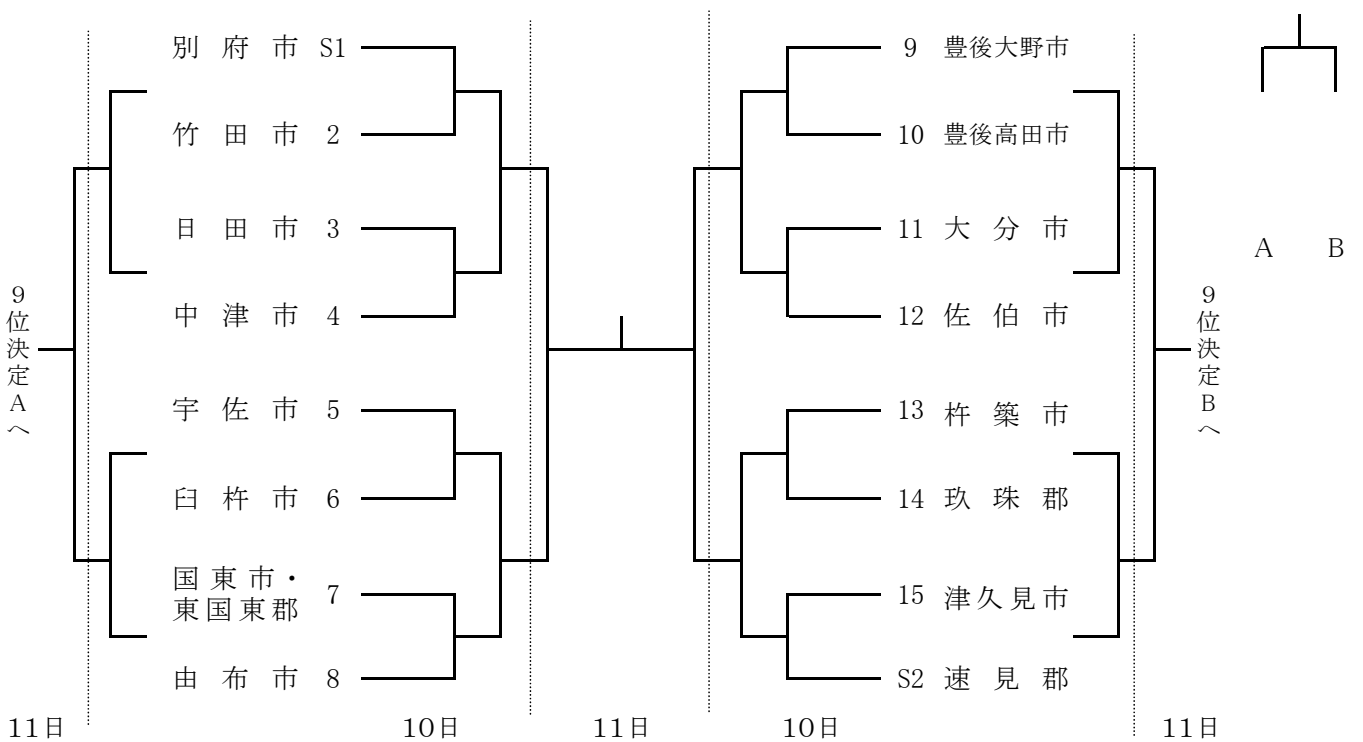 別府市 S1
竹田市 2
日田市 3
中津市 4
宇佐市 5
臼杵市 6
国東市・
東国東郡 7
由布市 8
9位決定Aへ
9 豊後大野市
10 豊後高田市
11 大分市
12 佐伯市
13 杵築市
14 玖珠郡
15 津久見市
S2 速見郡
9位決定Bへ
A B
11日 10日 11日 10日 11日